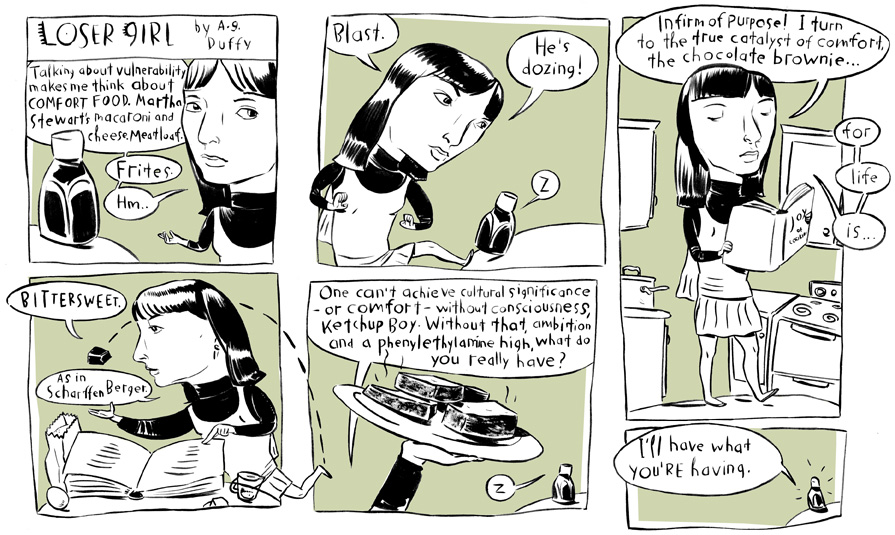 LOSER GIRL
by A.G.
Duffy
Talking about vulnerability
makes me think about
COMFORT FOOD. Martha
Stewart's macaroni and
cheese. Meatloaf.
Frites.
Hm..
Blast.
He's
dozing!
Z
Infirm of Purpose! I turn
to the true catalyst of comfort,
the chocolate brownie...
for
life
is...
JOY
OF
COOKING
BITTERSWEET.
As in
Scharffen Berger.
One can't achieve cultural significance
- or comfort - without consciousness,
Ketchup Boy. Without that, ambition
and a phenylethylamine high, what do
you really have?
Z
I'll have what
YOU'RE having.